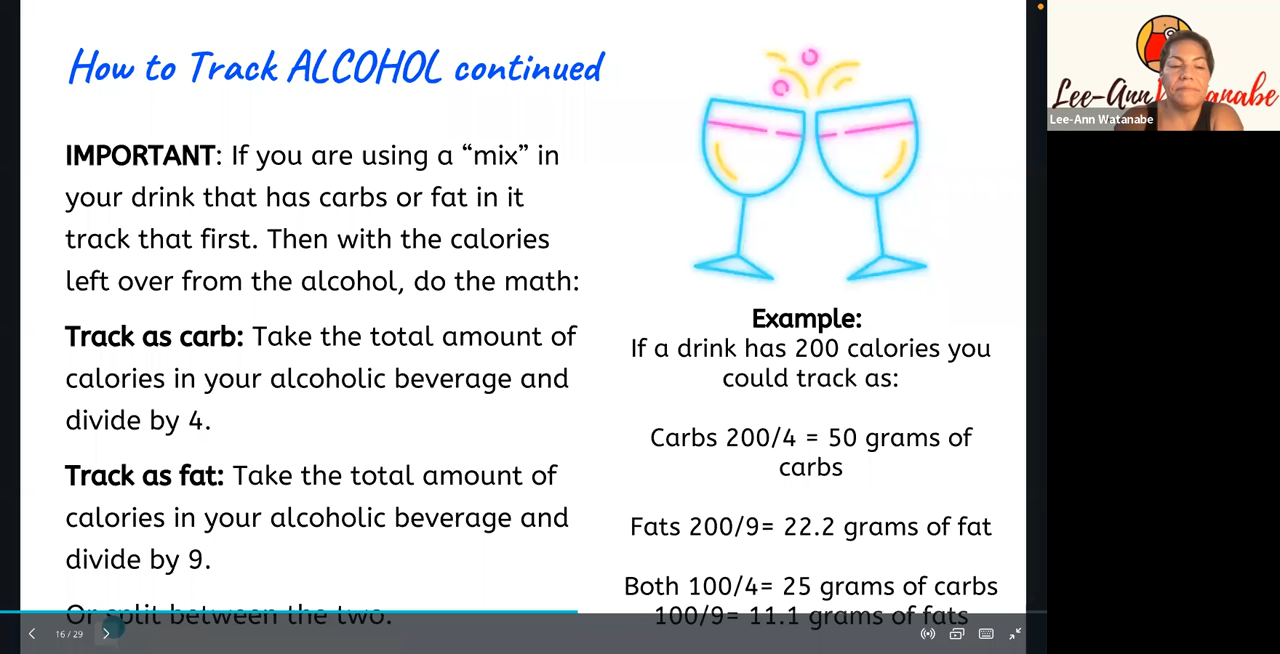 How to Track ALCOHOL continued
IMPORTANT: If you are using a “mix” in
your drink that has carbs or fat in it
track that first. Then with the calories
left over from the alcohol, do the math:
Track as carb: Take the total amount of
calories in your alcoholic beverage and
divide by 4.
Track as fat: Take the total amount of
calories in your alcoholic beverage and
divide by 9.
Or split between the two.
Example:
If a drink has 200 calories you
could track as:
Carbs 200/4 = 50 grams of
carbs
Fats 200/9= 22.2 grams of fat
Both 100/4= 25 grams of carbs
100/9= 11.1 grams of fats
16 / 29
Lee-Ann
anabe
Lee-Ann Watanabe